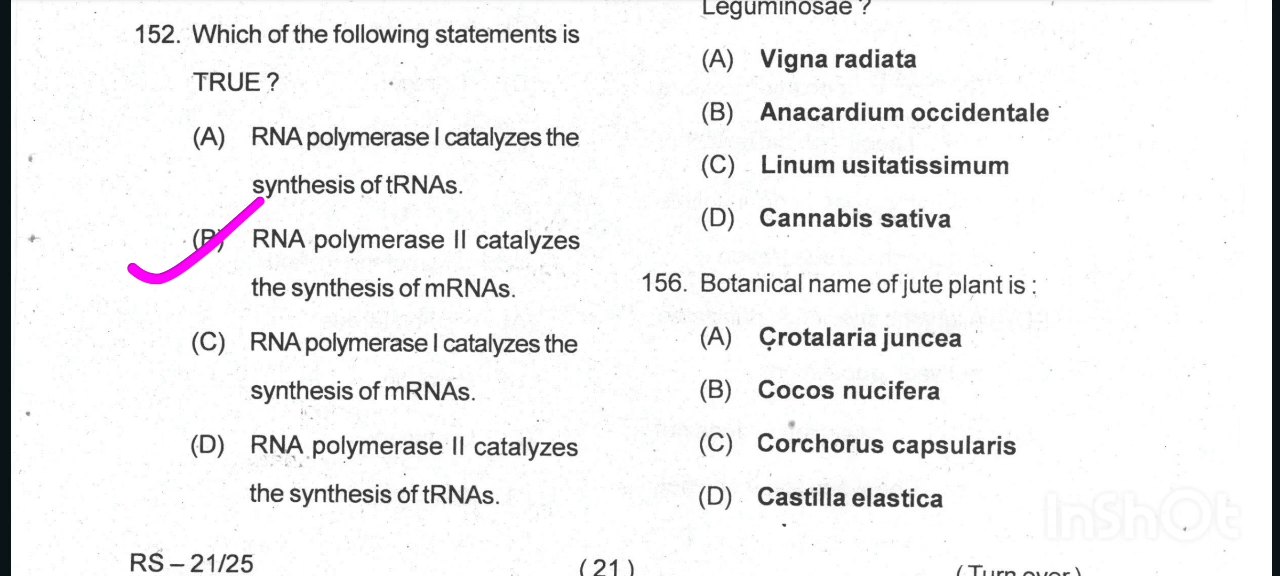 152. Which of the following statements is
TRUE ?
(A) RNA polymerase I catalyzes the
synthesis of tRNAs.
(B) RNA polymerase II catalyzes
the synthesis of mRNAs.
(C) RNA polymerase I catalyzes the
synthesis of mRNAs.
(D) RNA polymerase II catalyzes
the synthesis of tRNAs.
RS – 21/25
( 21 )
Leguminosae ?
(A) Vigna radiata
(B) Anacardium occidentale
(C) Linum usitatissimum
(D) Cannabis sativa
156. Botanical name of jute plant is :
(A) Crotalaria juncea
(B) Cocos nucifera
(C) Corchorus capsularis
(D) Castilla elastica
( Turn over )
InShOt